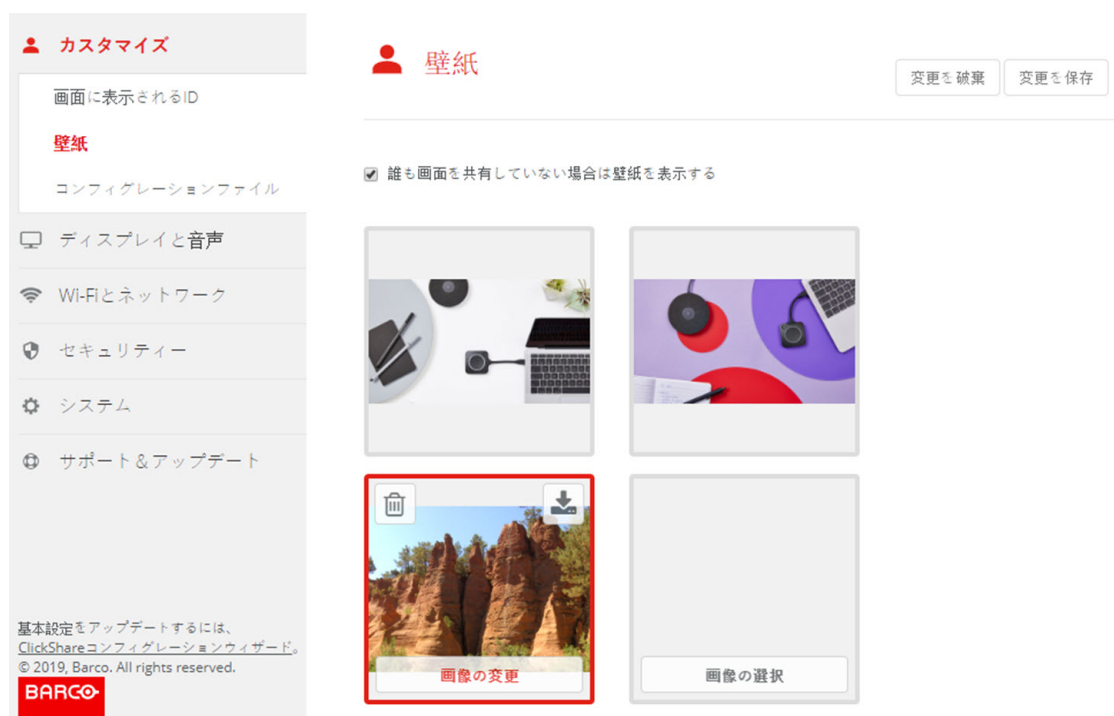 カスタマイズ
画面に表示されるID
壁紙
コンフィグレーションファイル
ディスプレイと音声
Wi-Fiとネットワーク
セキュリティー
システム
サポート＆アップデート
基本設定をアップデートするには、
ClickShareコンフィグレーションウィザード。
© 2019, Barco. All rights reserved.
BARCO
壁紙
変更を破棄
変更を保存
誰も画面を共有していない場合は壁紙を表示する
画像の変更
画像の選択